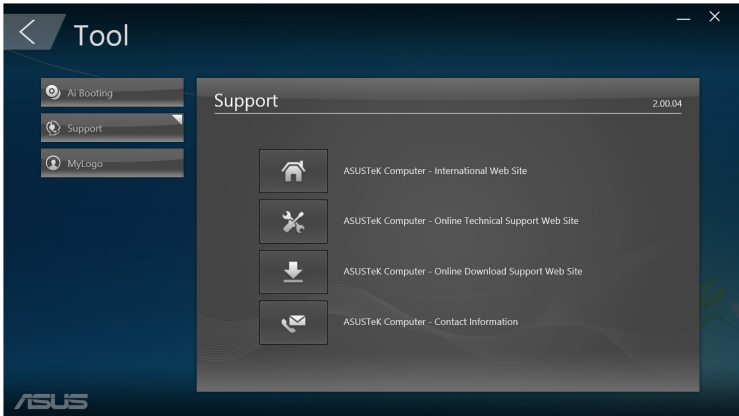 Tool
Ai Booting
Support
MyLogo
Support
2.00.04
ASUSTeK Computer - International Web Site
ASUSTeK Computer - Online Technical Support Web Site
ASUSTeK Computer - Online Download Support Web Site
ASUSTeK Computer - Contact Information
ASUS